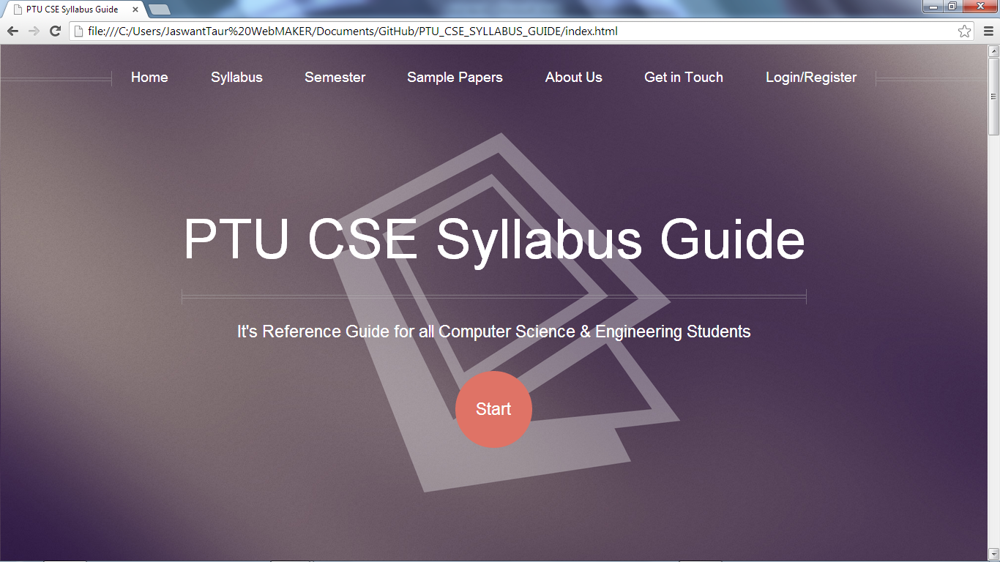 PTU CSE Syllabus Guide
file:///C:/Users/JaswantTaur%20WebMAKER/Documents/GitHub/PTU_CSE_SYLLABUS_GUIDE/index.html
Home Syllabus Semester Sample Papers About Us Get in Touch Login/Register
PTU CSE Syllabus Guide
It's Reference Guide for all Computer Science & Engineering Students
Start